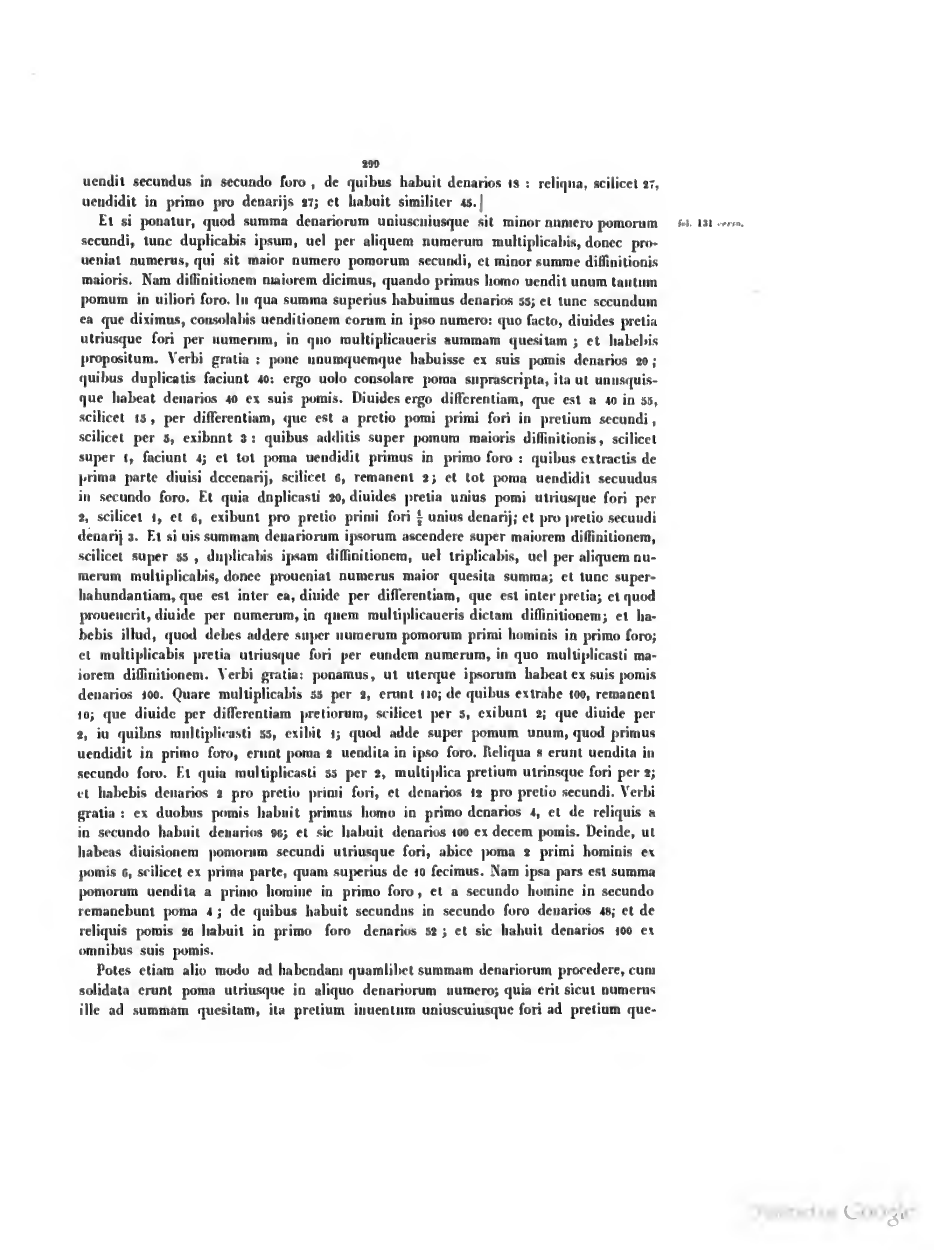 299
uendit secundus in secundo foro , de quibus habuit denarios 18 : reliqua, scilicet 27,
uendidit in primo pro denarijs 27; et habuit similiter 45.|
Et si ponatur, quod summa denariorum uniuscuiusque sit minor numero pomorum
fol. 131 verso.
secundi, tunc duplicabis ipsum, uel per aliquem numerum multiplicabis, donec pro-
ueniat numerus, qui sit maior numero pomorum secundi, et minor summe diffinitionis
maioris. Nam diffinitionem maiorem dicimus, quando primus homo uendit unum tantum
pomum in uiliori foro. In qua summa superius habuimus denarios 55; et tunc secundum
ea que diximus, consolabis uenditionem eorum in ipso numero: quo facto, diuides pretia
utriusque fori per numerum, in quo multiplicaueris summam quesitam ; et habebis
propositum. Verbi gratia : pone unumquemque habuisse ex suis pomis denarios 20 ;
quibus duplicatis faciunt 40: ergo uolo consolare poma suprascripta, ita ut unusquis-
que habeat denarios 40 ex suis pomis. Diuides ergo differentiam, que est a 40 in 55,
scilicet 15 , per differentiam, que est a pretio pomi primi fori in pretium secundi ,
scilicet per 5, exibunt 3 : quibus additis super pomum maioris diffinitionis , scilicet
super 1, faciunt 4; et tot poma uendidit primus in primo foro : quibus extractis de
prima parte diuisi decenarij, scilicet 6, remanent 2 ; et tot poma uendidit secundus
in secundo foro. Et quia duplicasti 20, diuides pretia unius pomi utriusque fori per
2, scilicet 1, et 6, exibunt pro pretio primi fori ½ unius denarij; et pro pretio secundi
denarij 3. Et si uis summam denariorum ipsorum ascendere super maiorem diffinitionem,
scilicet super 55 , duplicabis ipsam diffinitionem, uel triplicabis, uel per aliquem nu-
merum multiplicabis, donec proueniat numerus maior quesita summa; et tunc super-
habundantiam, que est inter ea, diuide per differentiam, que est inter pretia; et quod
prouenerit, diuide per numerum, in quem multiplicaueris dictam diffinitionem; et ha-
bebis illud, quod debes addere super numerum pomorum primi hominis in primo foro;
et multiplicabis pretia utriusque fori per eundem numerum, in quo multiplicasti ma-
iorem diffinitionem. Verbi gratia: ponamus, ut uterque ipsorum habeat ex suis pomis
denarios 100. Quare multiplicabis 55 per 2, erunt 110; de quibus extrahe 100, remanent
10; que diuide per differentiam pretiorum, scilicet per 5, exibunt 2; que diuide per
2, in quibus multiplicasti 55, exibit 1; quod adde super pomum unum, quod primus
uendidit in primo foro, erunt poma 2 uendita in ipso foro. Reliqua 8 erunt uendita in
secundo foro. Et quia multiplicasti 55 per 2, multiplica pretium utriusque fori per 2;
et habebis denarios 2 pro pretio primi fori, et denarios 12 pro pretio secundi. Verbi
gratia : ex duobus pomis habuit primus homo in primo denarios 4, et de reliquis 8
in secundo habuit denarios 96; et sic habuit denarios 100 ex decem pomis. Deinde, ut
habeas diuisionem pomorum secundi utriusque fori, abice poma 2 primi hominis ex
pomis 6, scilicet ex prima parte, quam superius de 10 fecimus. Nam ipsa pars est summa
pomorum uendita a primo homine in primo foro , et a secundo homine in secundo
remanebunt poma 4 ; de quibus habuit secundus in secundo foro denarios 48; et de
reliquis pomis 26 habuit in primo foro denarios 52 ; et sic habuit denarios 100 ex
omnibus suis pomis.
Potes etiam alio modo ad habendam quamlibet summam denariorum procedere, cum
solidata erunt poma utriusque in aliquo denariorum numero; quia erit sicut numerus
ille ad summam quesitam, ita pretium inuentum uniuscuiusque fori ad pretium que-
Google